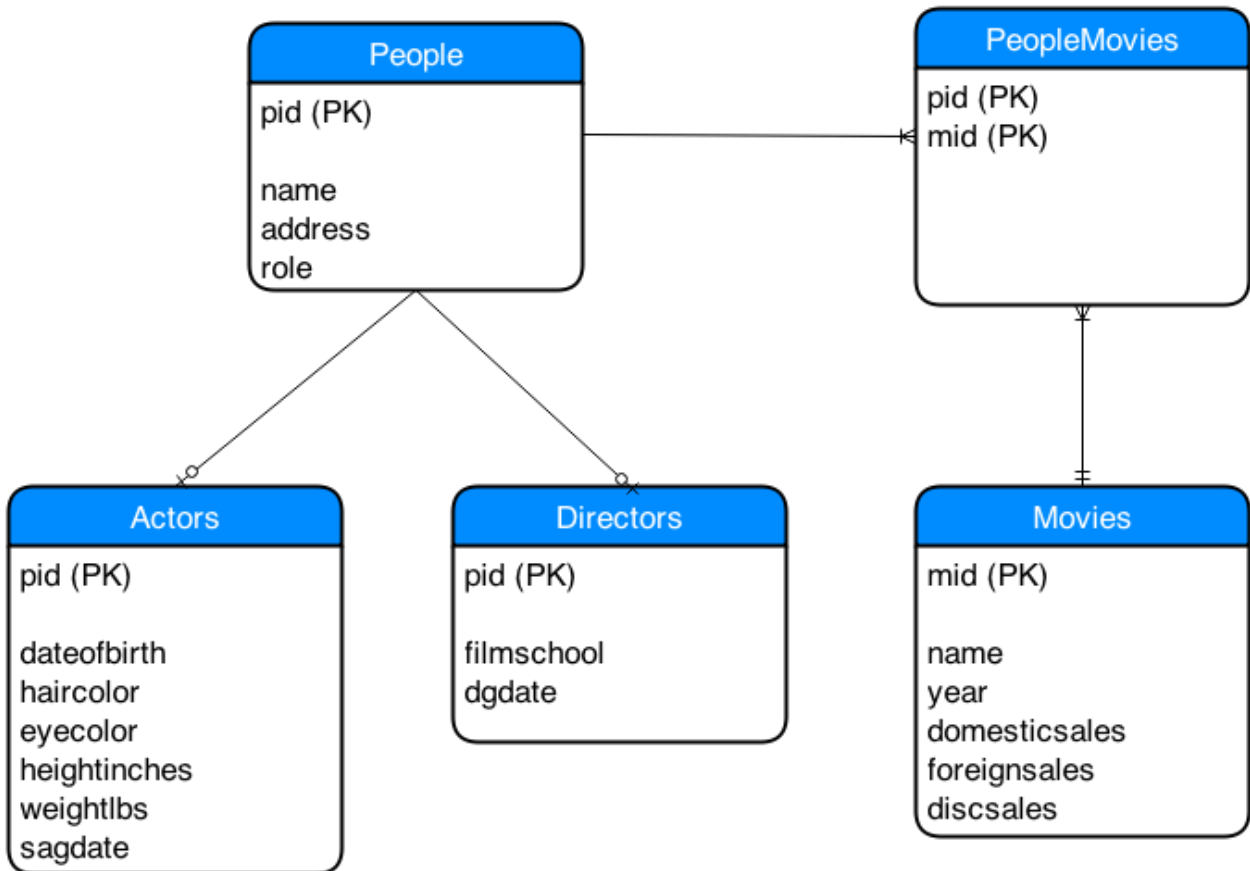 People
pid (PK)
name
address
role
PeopleMovies
pid (PK)
mid (PK)
Actors
pid (PK)
dateofbirth
haircolor
eyecolor
heightinches
weightlbs
sagdate
Directors
pid (PK)
filmschool
dgdate
Movies
mid (PK)
name
year
domesticsales
foreignsales
discsales